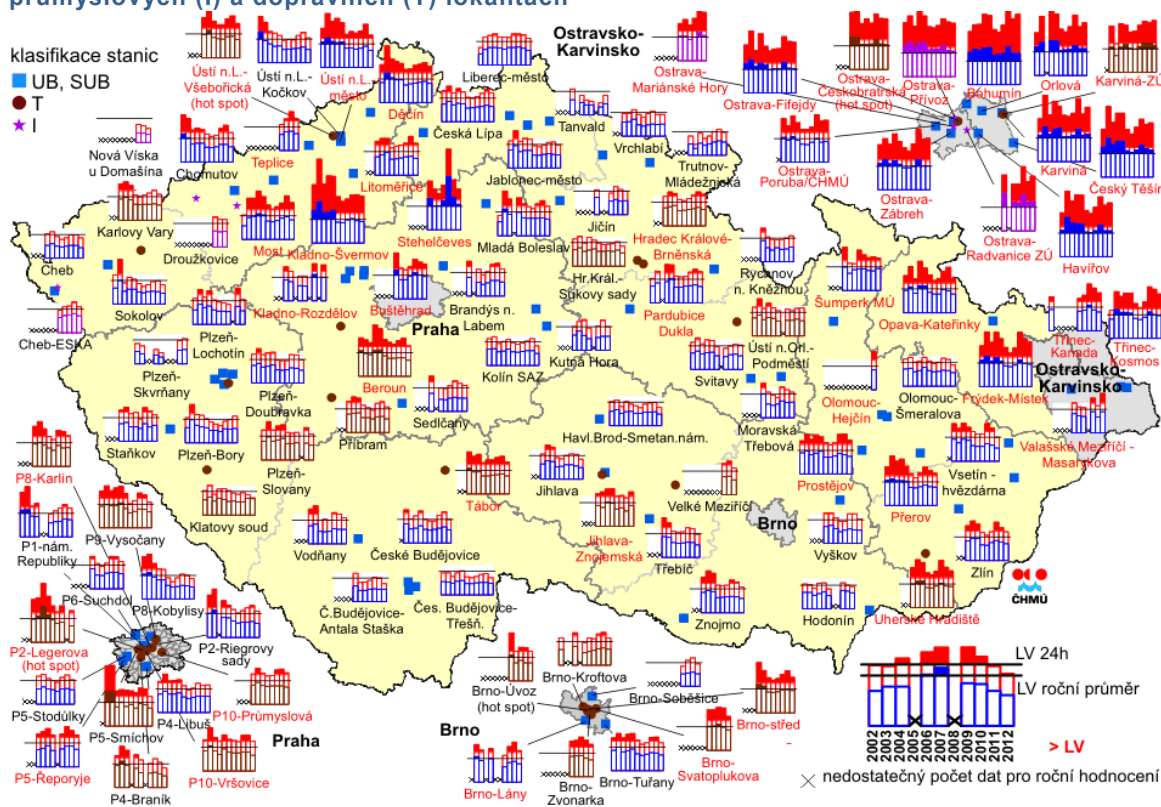 průmyslových (I) a dopravních (T) lokalitách
klasifikace stanic
UB, SUB
T
I
Nová Víska
u Domašína
Ústí n.L.-
Všebořická
(hot spot)
Ústí n.L.-
Kočkov
Ústí n.L.-
město
Děčín
Liberec-město
Ostravsko-
Karvinsko
Ostrava-
Mariánské Hory
Ostrava-Fifejdy
Ostrava-
Českobratrská
(hot spot)
Ostrava-
Přívoz
Bohumín
Orlová
Karviná-ZÚ
Chomutov
Teplice
Litoměřice
Česká Lípa
Jablonec-město
Tanvald
Vrchlabí
Trutnov-
Mládežnická
Ostrava-
Poruba/CHMÚ
Ostrava-
Zábřeh
Ostrava-
Radvanice ZÚ
Havířov
Karviná
Český Těšín
Karlovy Vary
Droužkovice
Most
Kladno-Švermov
Stehelčeves
Mladá Boleslav
Jičín
Hradec Králové-
Brněnská
Hr.Král.-
Sukovy sady
Rychnov
n. Kněžnou
Cheb
Cheb-ESKA
Sokolov
Plzeň-
Lochotín
Kladno-Rozdělov
Buštěhrad
Praha
Brandýs n.
Labem
Pardubice
Dukla
Ústí n.Orl.-
Podměstí
Šumperk MÚ
Opava-Kateřinky
Třinec-
Kanada
Třinec-
Kosmos
Plzeň-
Skvrňany
Plzeň-
Doubravka
Beroun
Kolín SAZ
Kutná Hora
Svitavy
Moravská
Třebová
Olomouc-
Hejčín
Olomouc-
Šmeralova
Frýdek-Místek
Ostravsko-
Karvinsko
Staňkov
Plzeň-Bory
Plzeň-
Slovany
Příbram
Sedlčany
Havl.Brod-Smetan.nám.
Valašské Meziříčí -
Masarykova
Klatovy soud
Tábor
Jihlava
Jihlava-
Znojemská
Velké Meziříčí
Brno
Prostějov
Přerov
Vsetín -
hvězdárna
Vodňany
České Budějovice
Č.Budějovice-
Antala Staška
Čes. Budějovice-
Třešň.
Třebíč
Znojmo
Vyškov
Hodonín
Zlín
Uherské Hradiště
ČHMÚ
P8-Karlín
P1-nám.
Republiky
P9-Vysočany
P6-Suchdol
P8-Kobylisy
P2-Legerova
(hot spot)
P2-Riegrovy
sady
P5-Stodůlky
P5-Smíchov
P4-Libuš
P10-Průmyslová
P5-Řeporyje
P4-Braník
P10-Vršovice
Praha
Brno-Úvoz
(hot spot)
Brno-Kroftova
Brno-Soběšice
Brno-střed
Brno
Brno-Lány
Brno-
Zvonarka
Brno-Tuřany
Brno-
Svatoplukova
LV 24h
LV roční průměr
2002 2003 2004 2005 2006 2007 2008 2009 2010 2011 2012
> LV
nedostatečný počet dat pro roční hodnocení